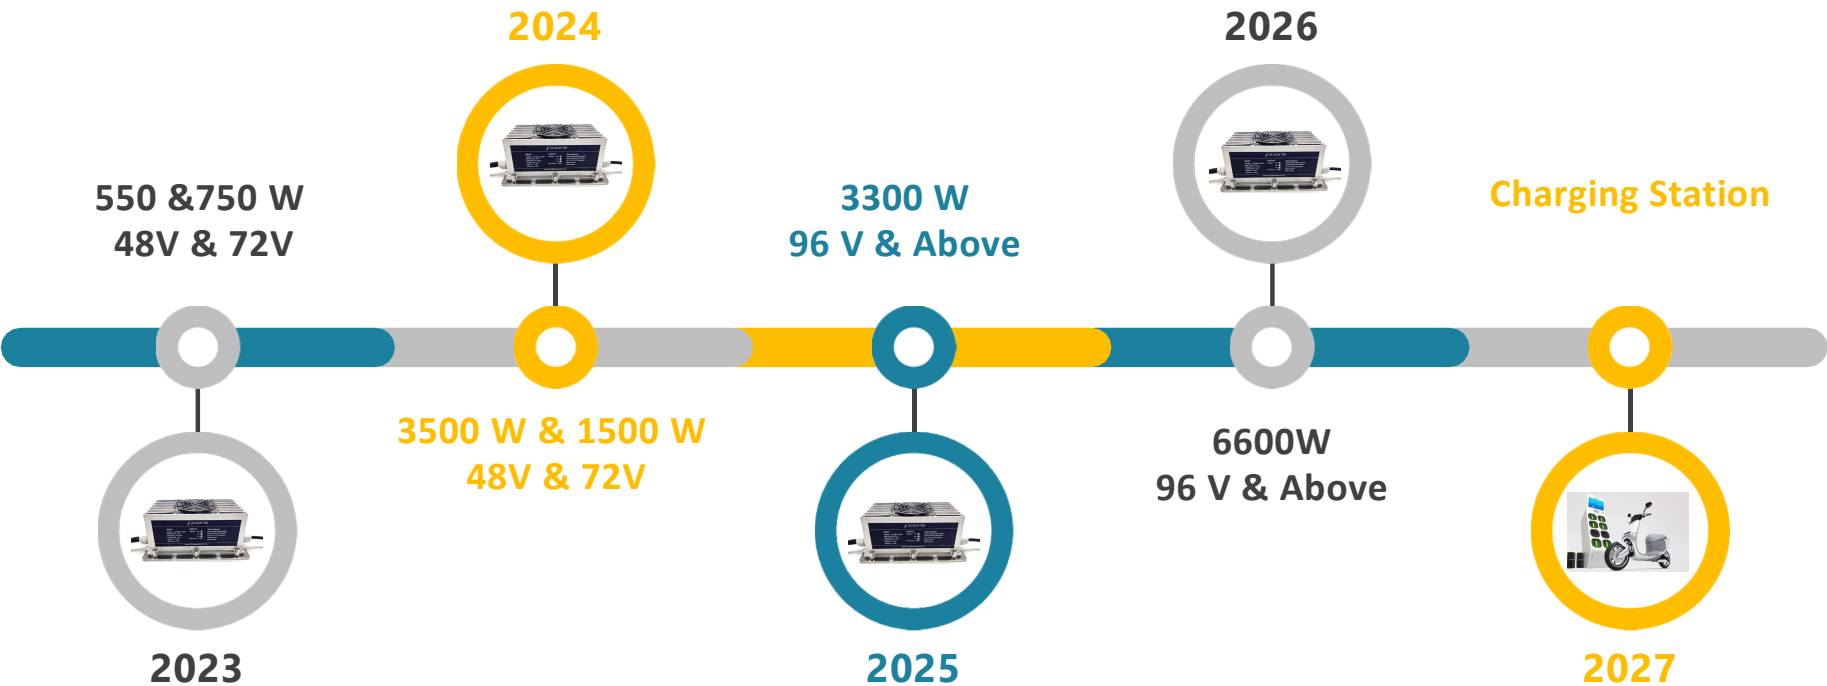 2024
2026
550 &750 W
48V & 72V
3300 W
96 V & Above
Charging Station
3500 W & 1500 W
48V & 72V
6600W
96 V & Above
2023
2025
2027